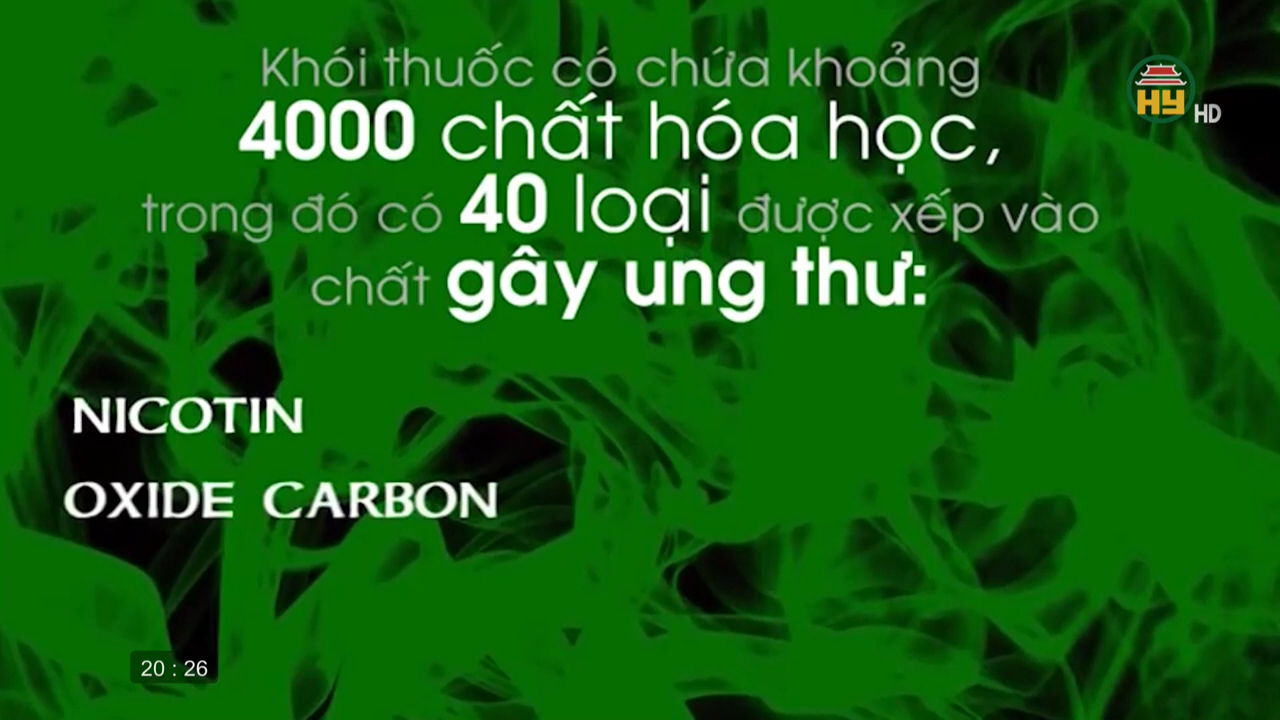 Khói thuốc có chứa khoảng
4000 chất hóa học,
trong đó có 40 loại được xếp vào
chất gây ung thư:
NICOTIN
OXIDE CARBON
HY HD
20 : 26